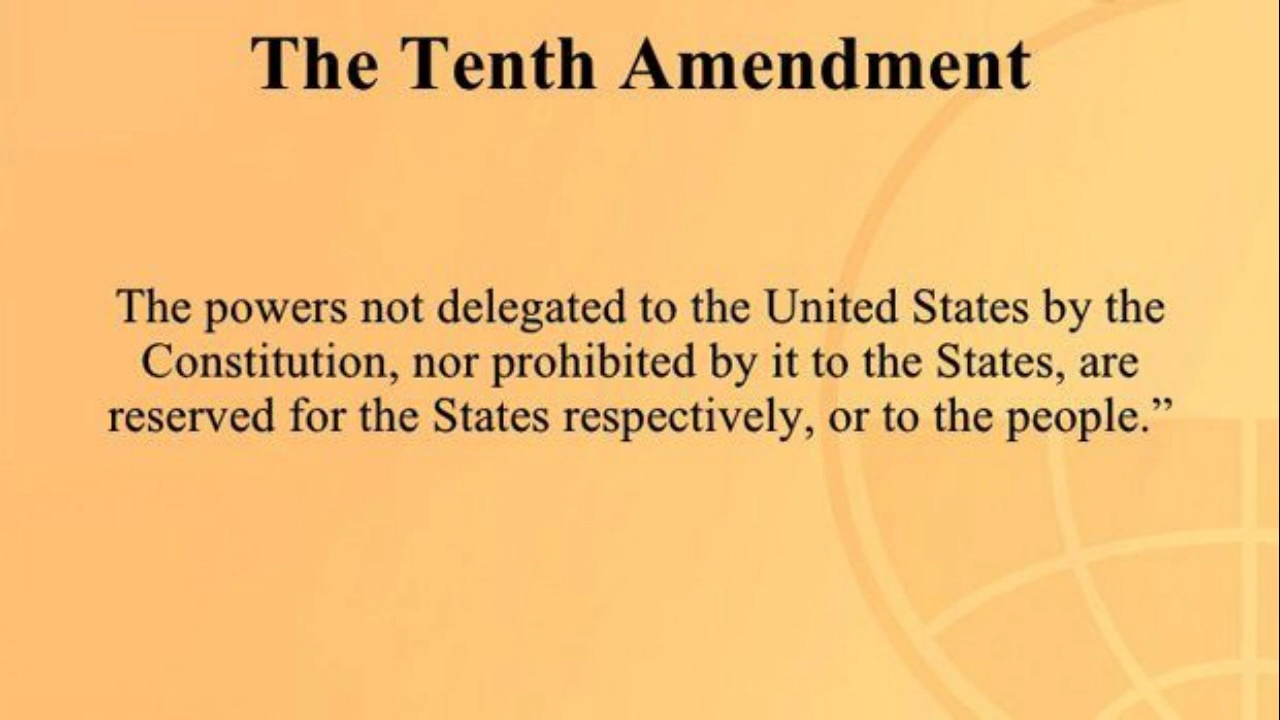 The Tenth Amendment
The powers not delegated to the United States by the
Constitution, nor prohibited by it to the States, are
reserved for the States respectively, or to the people.”